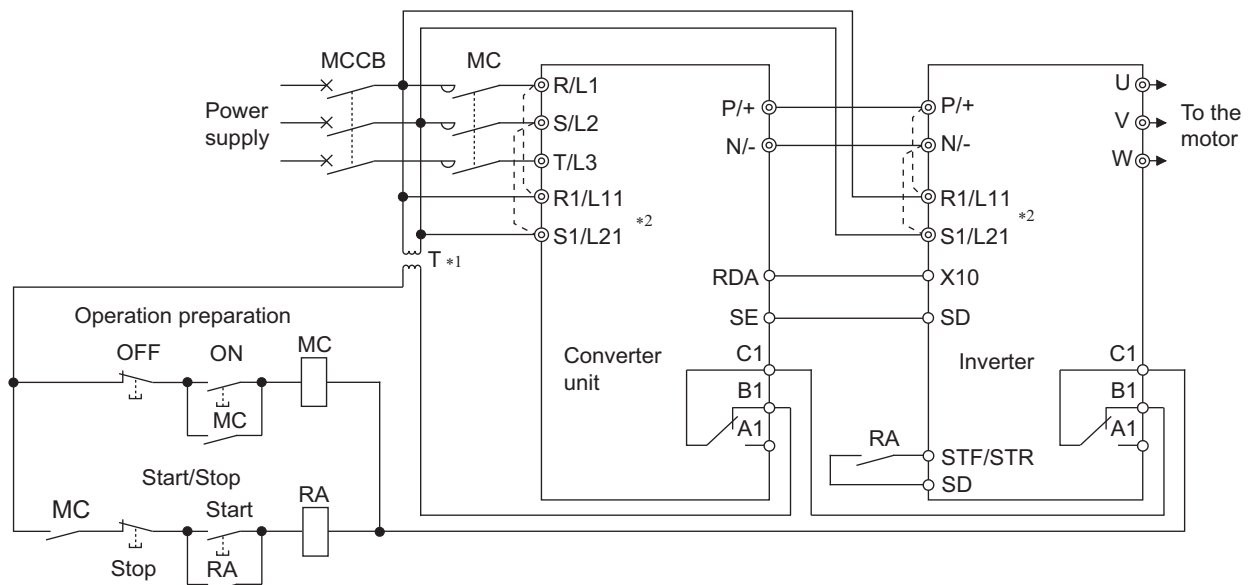 MCCB
MC
Power
supply
R/L1
S/L2
T/L3
R1/L11
*2
S1/L21
T *1
P/+
N/-
RDA
SE
Converter
unit
C1
B1
A1
P/+
N/-
R1/L11
*2
S1/L21
X10
SD
Inverter
STF/STR
SD
RA
U
V
W
To the
motor
C1
B1
A1
Operation preparation
OFF
ON
MC
MC
Start/Stop
MC
Start
RA
Stop
RA